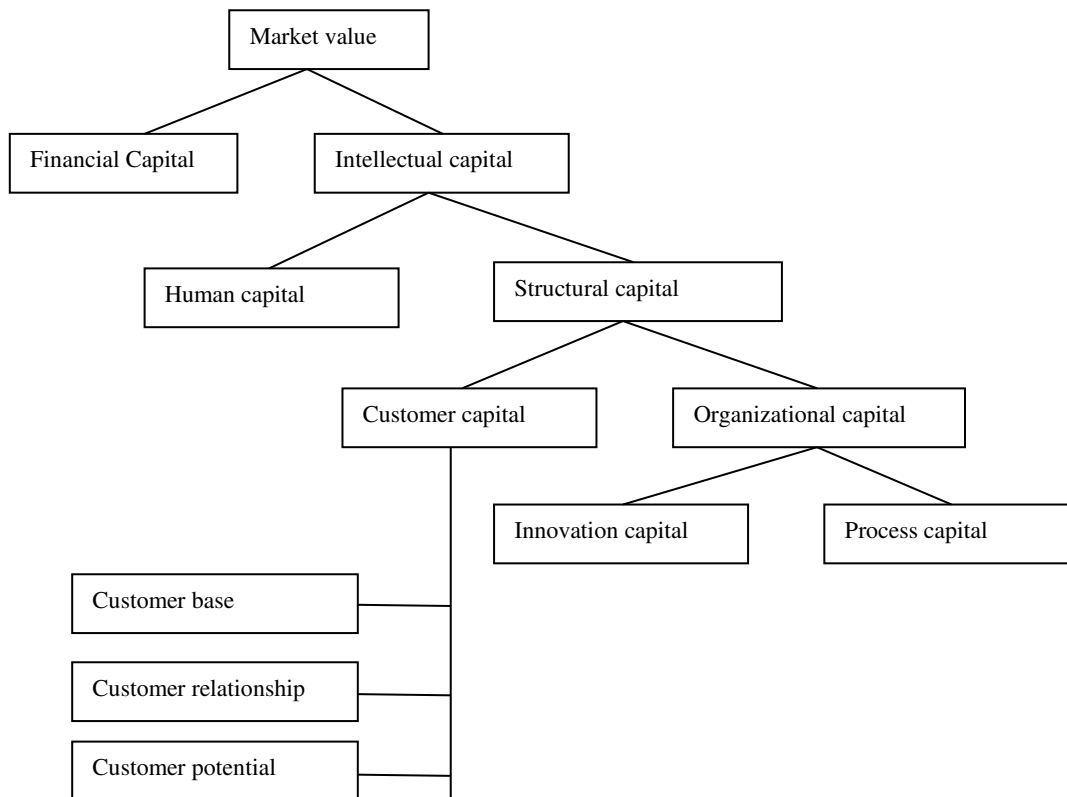 Market value
Financial Capital
Intellectual capital
Human capital
Structural capital
Customer capital
Organizational capital
Innovation capital
Process capital
Customer base
Customer relationship
Customer potential